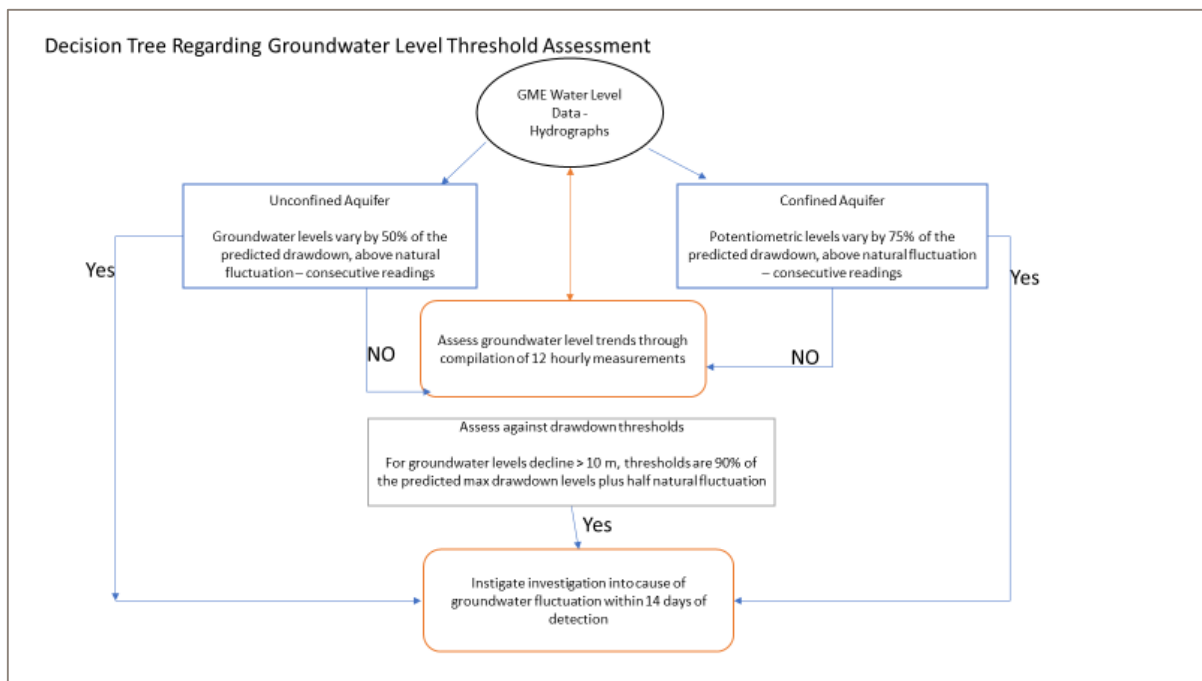 Decision Tree Regarding Groundwater Level Threshold Assessment
GME Water Level
Data -
Hydrographs
Unconfined Aquifer
Groundwater levels vary by 50% of the
predicted drawdown, above natural
fluctuation – consecutive readings
Confined Aquifer
Potentiometric levels vary by 75% of the
predicted drawdown, above natural fluctuation
– consecutive readings
Yes
Yes
NO
NO
Assess groundwater level trends through
compilation of 12 hourly measurements
Assess against drawdown thresholds
For groundwater levels decline > 10 m, thresholds are 90% of
the predicted max drawdown levels plus half natural fluctuation
Yes
Instigate investigation into cause of
groundwater fluctuation within 14 days of
detection